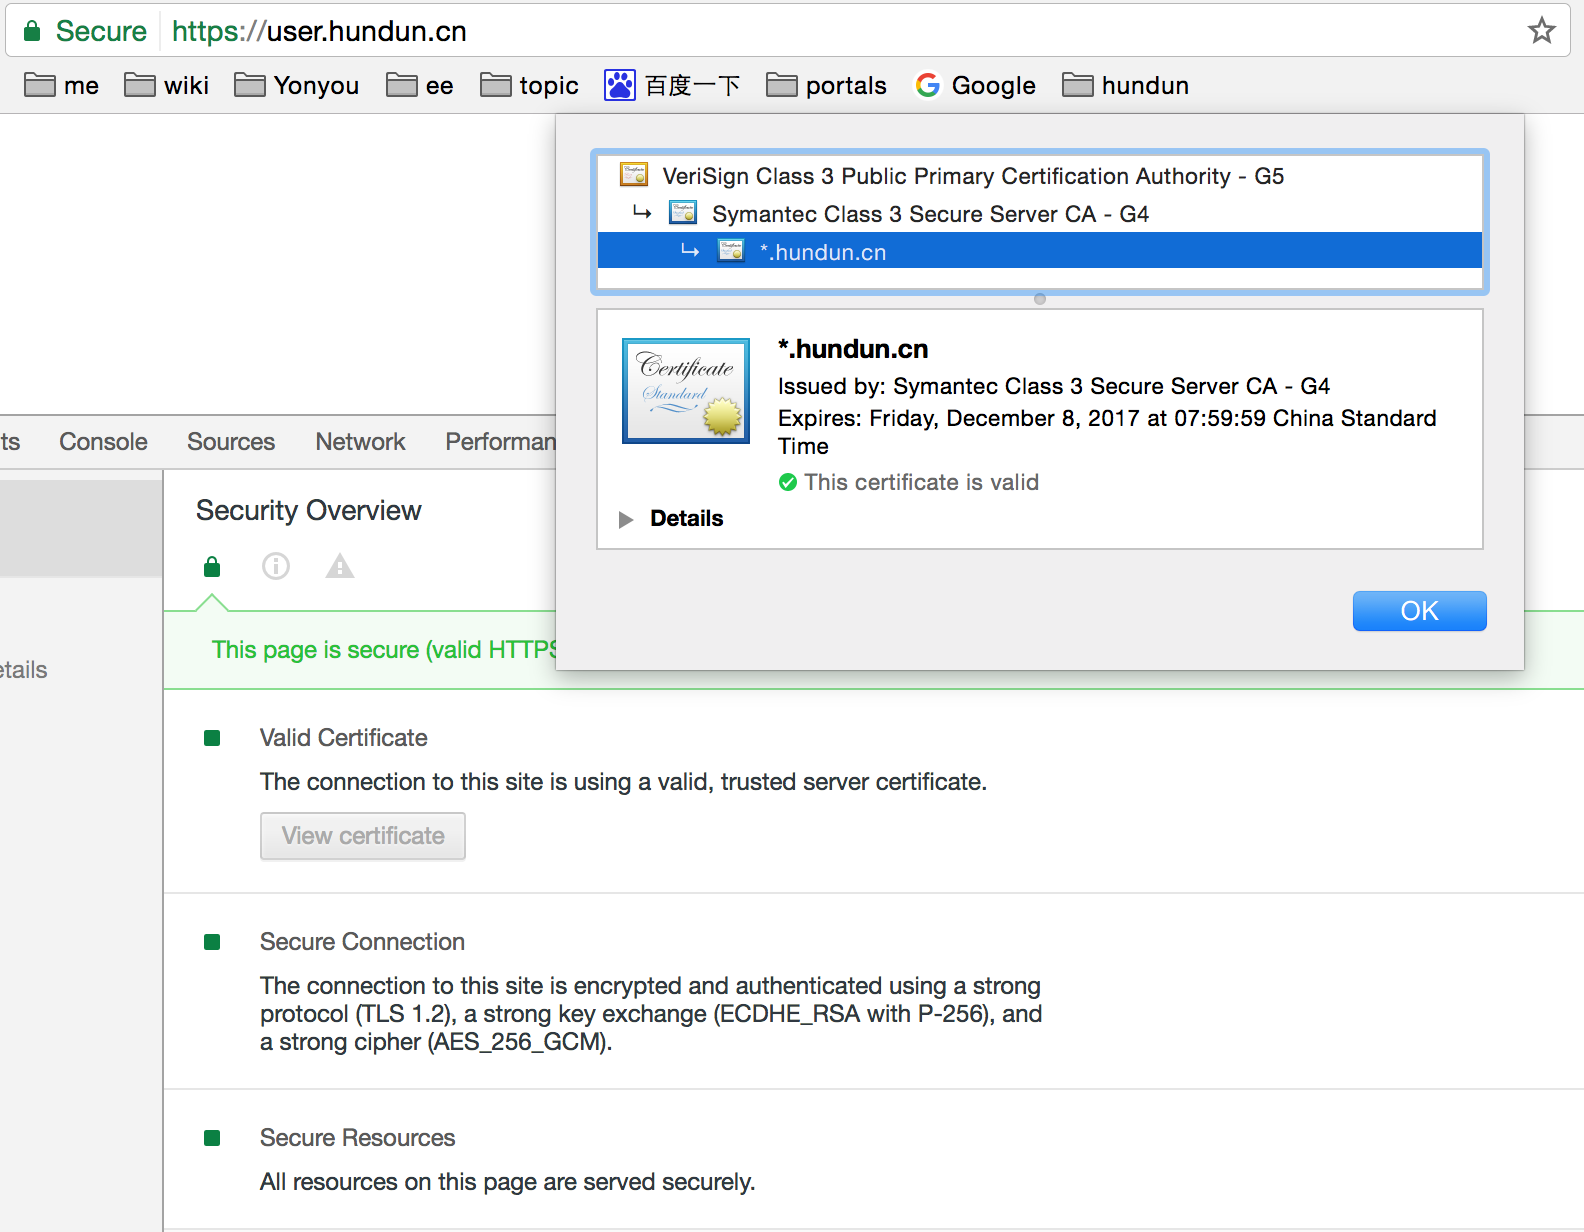 Secure https://user.hundun.cn
me wiki Yonyou ee topic 百度一下 portals Google hundun
VeriSign Class 3 Public Primary Certification Authority - G5
Symantec Class 3 Secure Server CA - G4
*.hundun.cn
Certificate
Standard
*.hundun.cn
Issued by: Symantec Class 3 Secure Server CA - G4
Expires: Friday, December 8, 2017 at 07:59:59 China Standard
Time
This certificate is valid
Details
OK
ts Console Sources Network Performan
Security Overview
This page is secure (valid HTTPS
etails
Valid Certificate
The connection to this site is using a valid, trusted server certificate.
View certificate
Secure Connection
The connection to this site is encrypted and authenticated using a strong
protocol (TLS 1.2), a strong key exchange (ECDHE_RSA with P-256), and
a strong cipher (AES_256_GCM).
Secure Resources
All resources on this page are served securely.